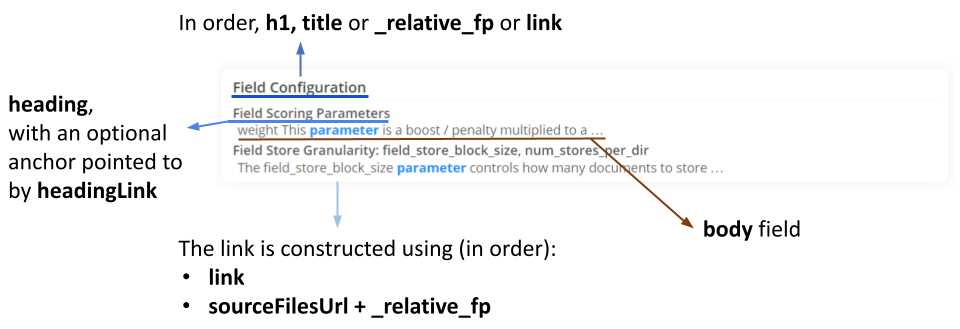 In order, h1, title or _relative_fp or link
Field Configuration
heading,
with an optional
anchor pointed to
by headingLink
Field Scoring Parameters
weight This parameter is a boost / penalty multiplied to a ...
Field Store Granularity: field_store_block_size, num_stores_per_dir
The field_store_block_size parameter controls how many documents to store ...
body field
The link is constructed using (in order):
• link
• sourceFilesUrl + _relative_fp